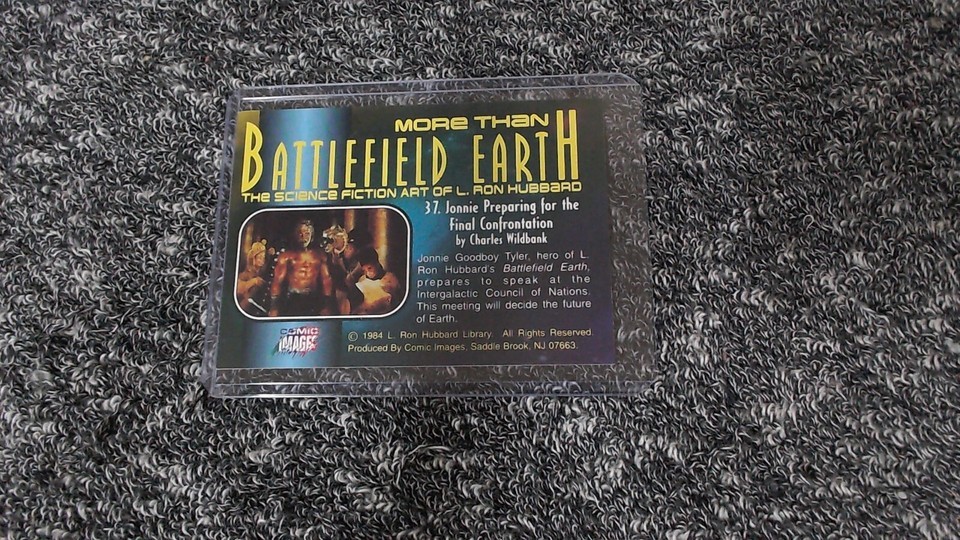 MORE THAN
BATTLEFIELD EARTH
THE SCIENCE FICTION ART OF L. RON HUBBARD
37. Jonnie Preparing for the
Final Confrontation
by Charles Wildbank
Jonnie Goodboy Tyler, hero of L.
Ron Hubbard's Battlefield Earth,
prepares to speak at the
Intergalactic Council of Nations.
This meeting will decide the future
of Earth.
COMIC
IMAGES
© 1984 L. Ron Hubbard Library. All Rights Reserved.
Produced By Comic Images, Saddle Brook, NJ 07663.